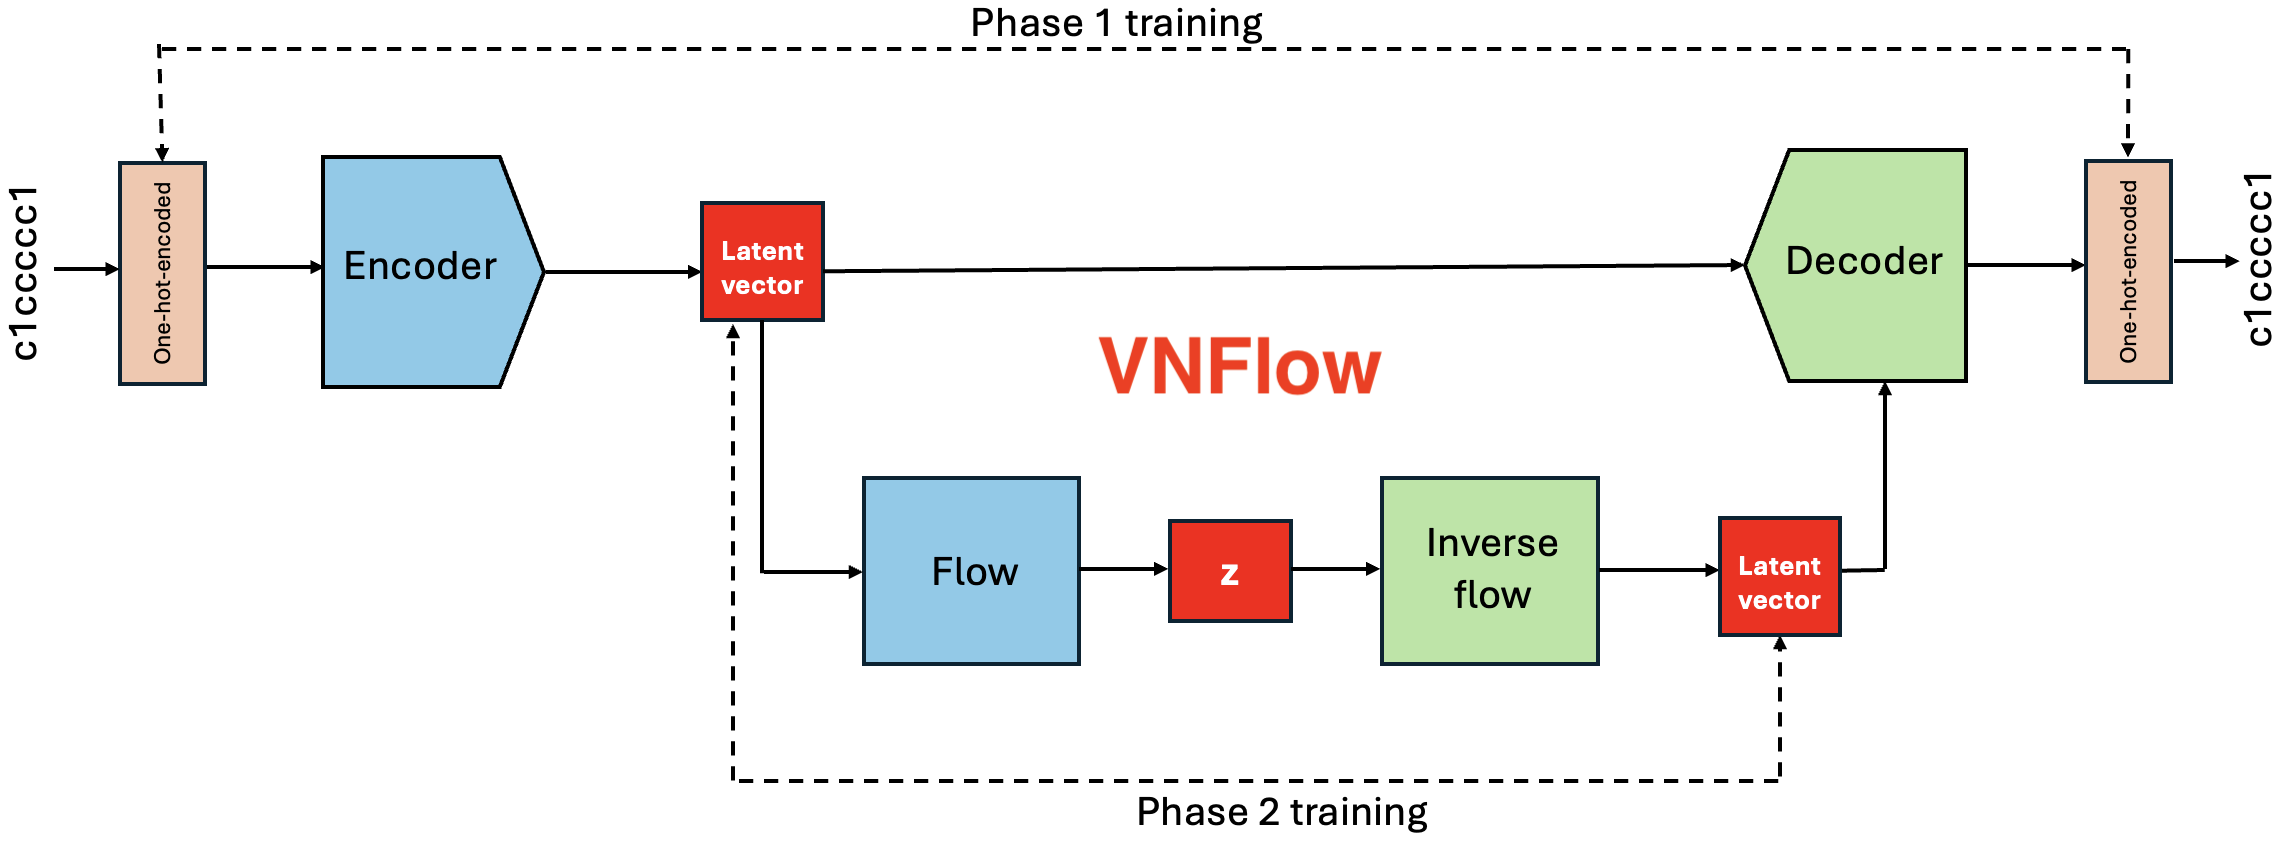 Phase 1 training
c1ccccc1
One-hot-encoded
Encoder
Latent
vector
VNFlow
Decoder
One-hot-encoded
c1ccccc1
Flow
z
Inverse
flow
Latent
vector
Phase 2 training